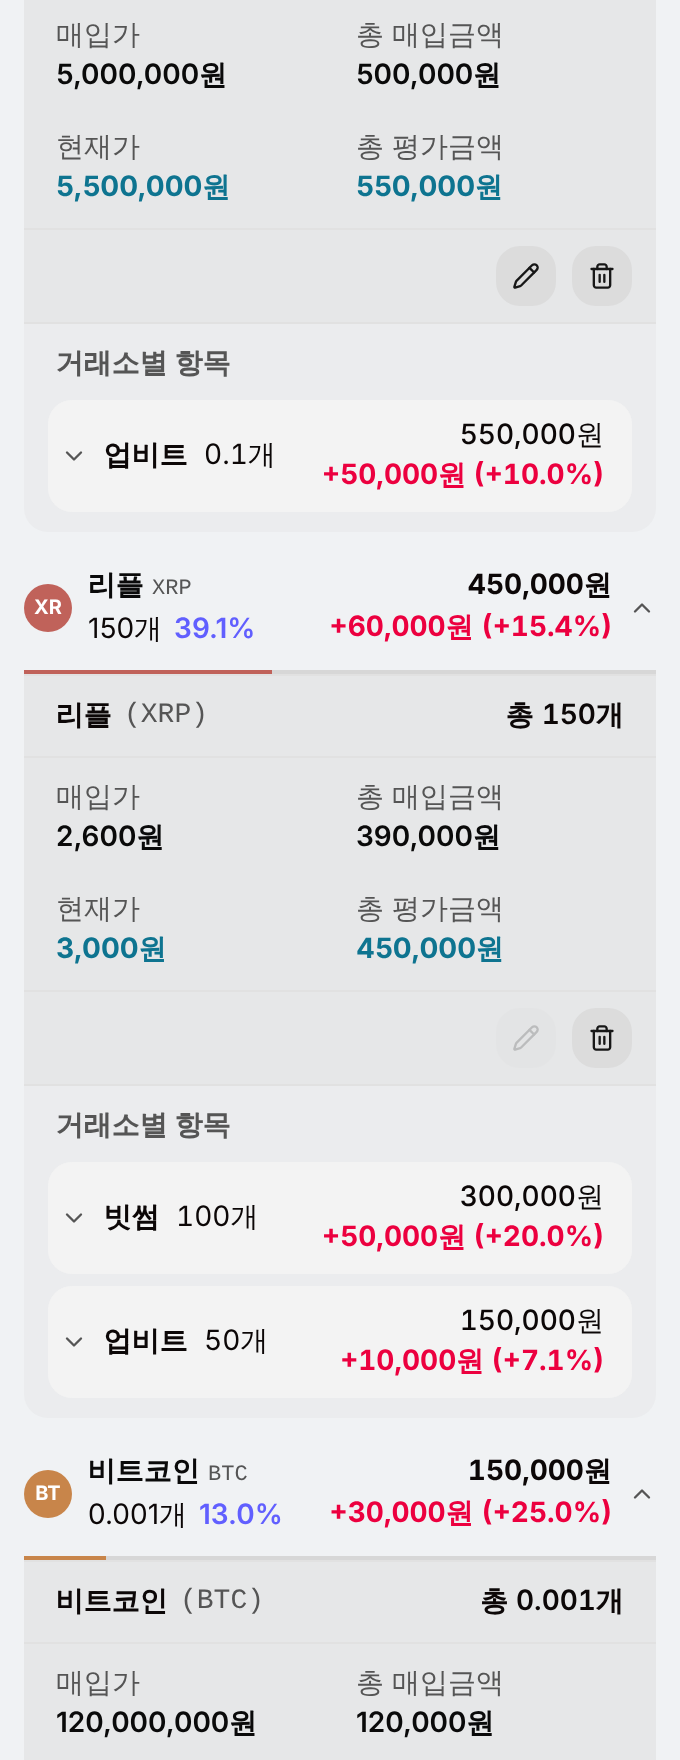 매입가 총 매입금액
5,000,000원 500,000원
현재가 총 평가금액
5,500,000원 550,000원
거래소별 항목
업비트 0.1개 550,000원
+50,000원 (+10.0%)
XR 리플 XRP 450,000원
150개 39.1% +60,000원 (+15.4%)
리플 (XRP) 총 150개
매입가 총 매입금액
2,600원 390,000원
현재가 총 평가금액
3,000원 450,000원
거래소별 항목
빗썸 100개 300,000원
+50,000원 (+20.0%)
업비트 50개 150,000원
+10,000원 (+7.1%)
BT 비트코인 BTC 150,000원
0.001개 13.0% +30,000원 (+25.0%)
비트코인 (BTC) 총 0.001개
매입가 총 매입금액
120,000,000원 120,000원